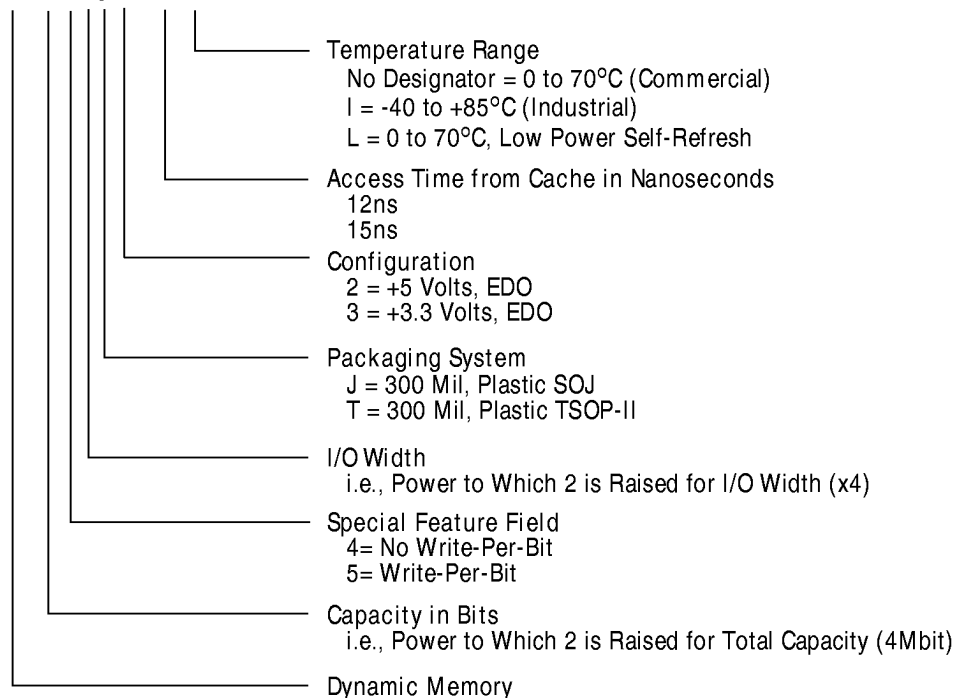 Temperature Range
No Designator = 0 to 70°C (Commercial)
I = -40 to +85°C (Industrial)
L = 0 to 70°C, Low Power Self-Refresh
Access Time from Cache in Nanoseconds
12ns
15ns
Configuration
2 = +5 Volts, EDO
3 = +3.3 Volts, EDO
Packaging System
J = 300 Mil, Plastic SOJ
T = 300 Mil, Plastic TSOP-II
I/O Width
i.e., Power to Which 2 is Raised for I/O Width (x4)
Special Feature Field
4= No Write-Per-Bit
5= Write-Per-Bit
Capacity in Bits
i.e., Power to Which 2 is Raised for Total Capacity (4Mbit)
Dynamic Memory